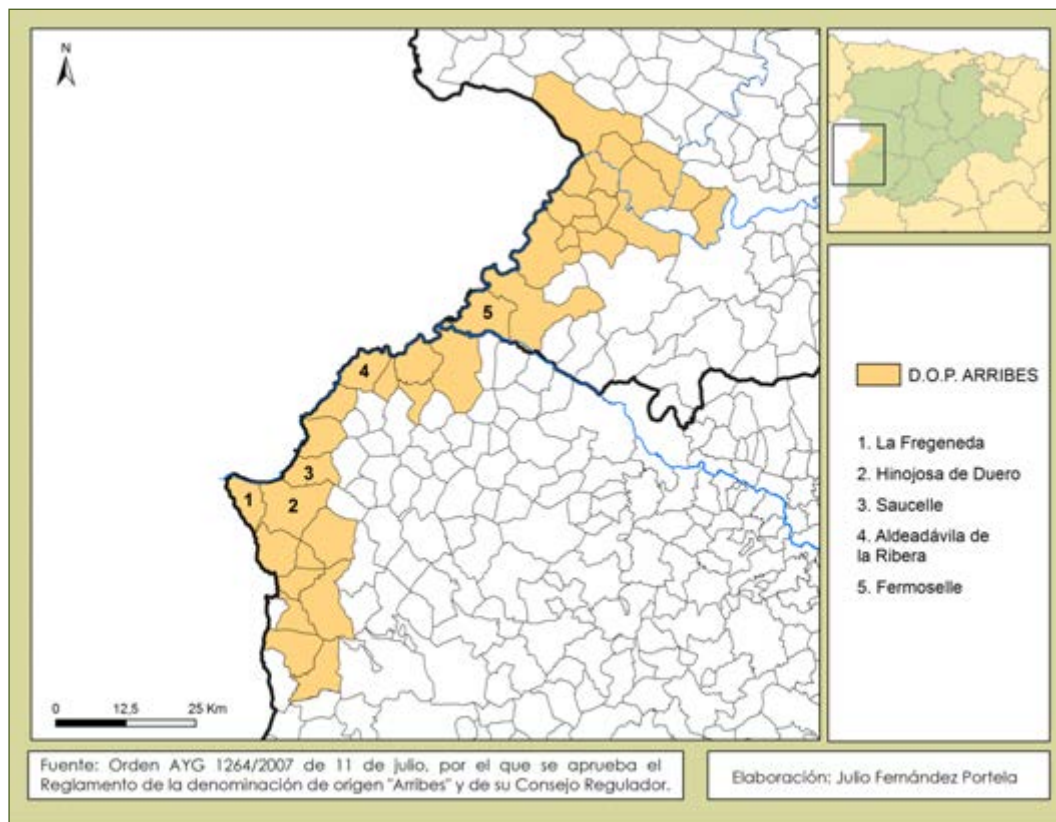 N
5
4
3
1
2
0 12,5 25 Km
D.O.P. ARRIBES
1. La Fregeneda
2. Hinojosa de Duero
3. Saucelle
4. Aldeadávila de
la Ribera
5. Fermoselle
Fuente: Orden AYG 1264/2007 de 11 de julio, por el que se aprueba el
Reglamento de la denominación de origen "Arribes" y de su Consejo Regulador.
Elaboración: Julio Fernández Portela